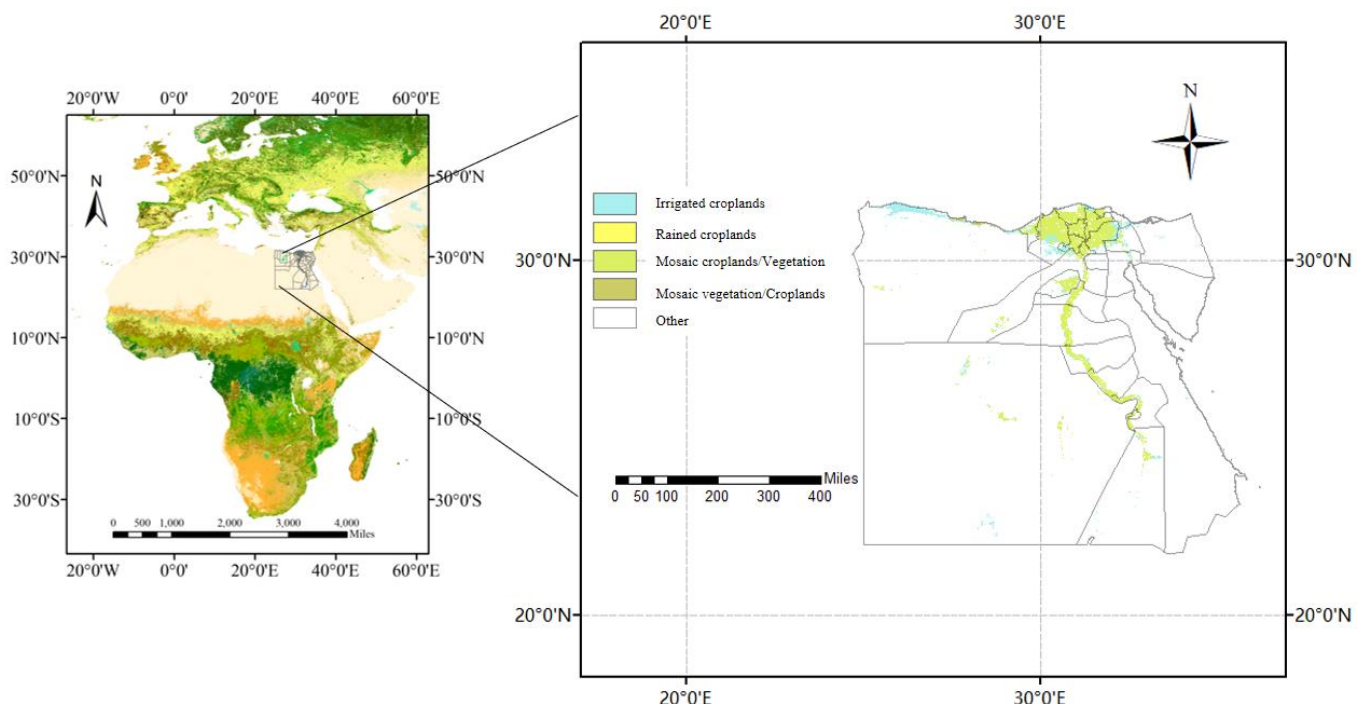 20°0'W 0°0' 20°0'E 40°0'E 60°0'E
50°0'N 50°0'N
N
30°0'N 30°0'N
10°0'N 10°0'N
10°0'S 10°0'S
30°0'S 30°0'S
0 500 1,000 2,000 3,000 4,000
Miles
20°0'W 0°0' 20°0'E 40°0'E 60°0'E
20°0'E 30°0'E
N
Irrigated croplands
Rained croplands
Mosaic croplands/Vegetation
Mosaic vegetation/Croplands
Other
30°0'N 30°0'N
Miles
0 50 100 200 300 400
20°0'N 20°0'N
20°0'E 30°0'E